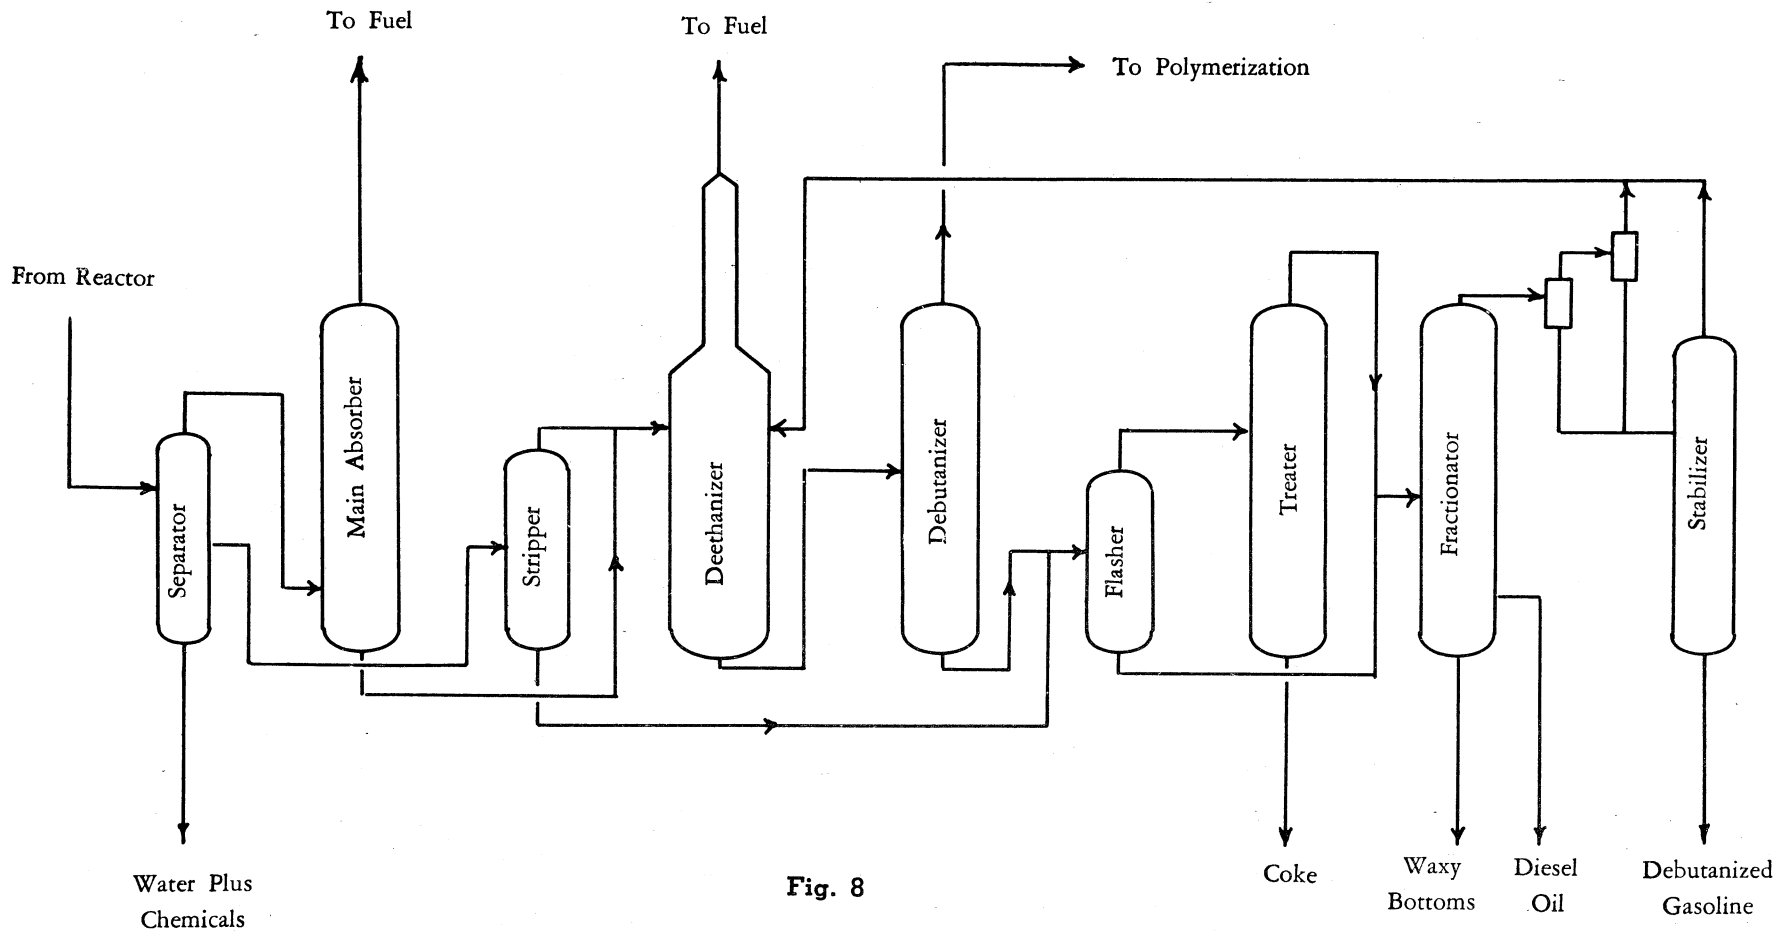 To Fuel
To Fuel
To Polymerization
From Reactor
Separator
Main Absorber
Stripper
Deethanizer
Debutanizer
Flasher
Treater
Fractionator
Stabilizer
Water Plus
Chemicals
Coke
Waxy
Bottoms
Diesel
Oil
Debutanized
Gasoline
Fig. 8